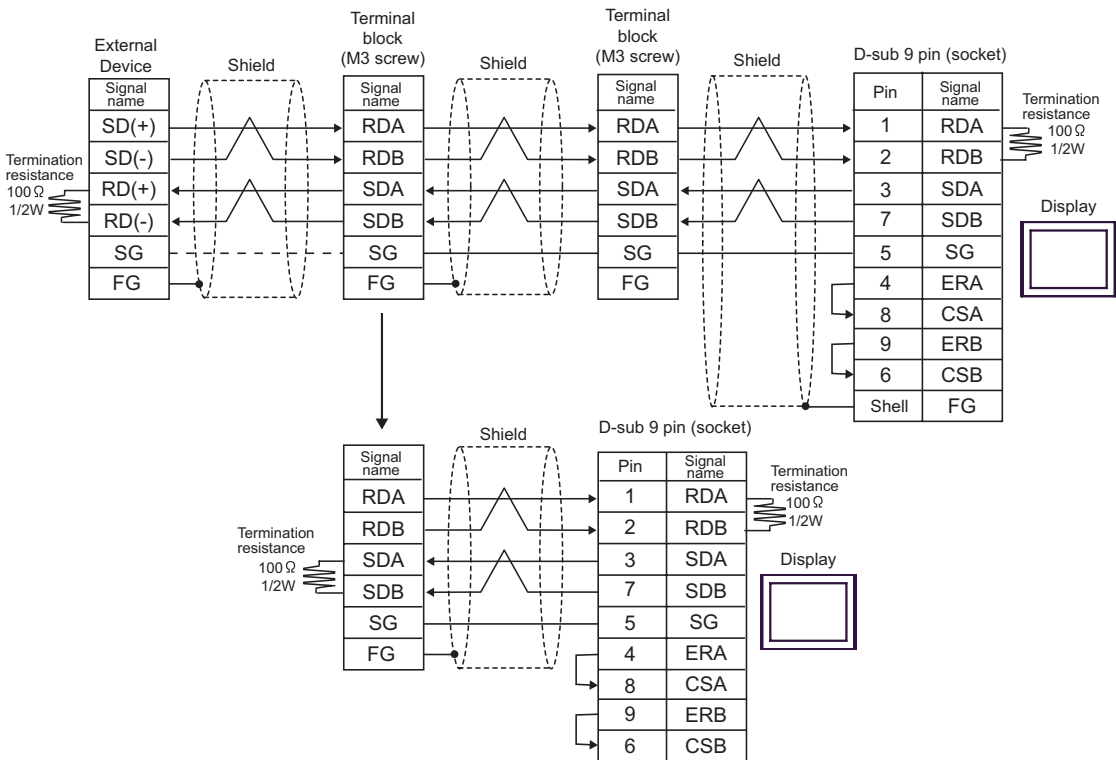 External
Device
Signal
name
SD(+)
SD(-)
RD(+)
RD(-)
SG
FG
Termination
resistance
100Ω
1/2W
Shield
Terminal
block
(M3 screw)
Signal
name
RDA
RDB
SDA
SDB
SG
FG
Shield
Terminal
block
(M3 screw)
Signal
name
RDA
RDB
SDA
SDB
SG
FG
Shield
D-sub 9 pin (socket)
Pin Signal name
1 RDA
2 RDB
3 SDA
7 SDB
5 SG
4 ERA
8 CSA
9 ERB
6 CSB
Shell FG
Termination
resistance
100Ω
1/2W
Display
Signal
name
RDA
RDB
SDA
SDB
SG
FG
Termination
resistance
100Ω
1/2W
Shield
D-sub 9 pin (socket)
Pin Signal name
1 RDA
2 RDB
3 SDA
7 SDB
5 SG
4 ERA
8 CSA
9 ERB
6 CSB
Termination
resistance
100Ω
1/2W
Display